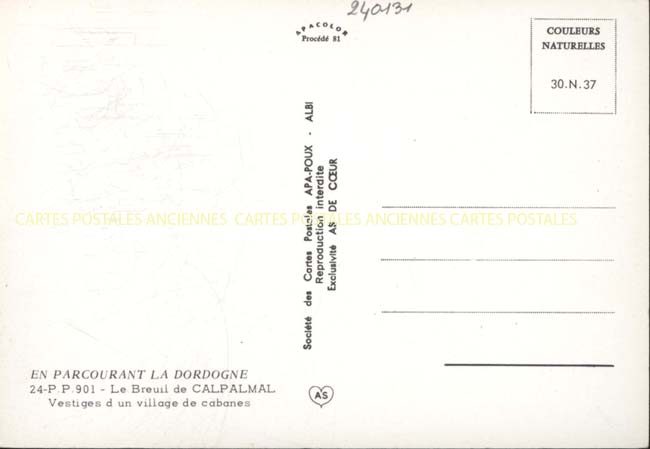 240131
APACOLOR
Procédé 81
COULEURS
NATURELLES
30.N.37
Société des Cartes Postales APA-POUX - ALBI
Reproduction interdite
Exclusivité AS DE CŒUR
CARTES POSTALES ANCIENNES CARTES POSTALES ANCIENNES CARTES POSTALES
EN PARCOURANT LA DORDOGNE
24-P.P.901 - Le Breuil de CALPALMAL
Vestiges d un village de cabanes
AS